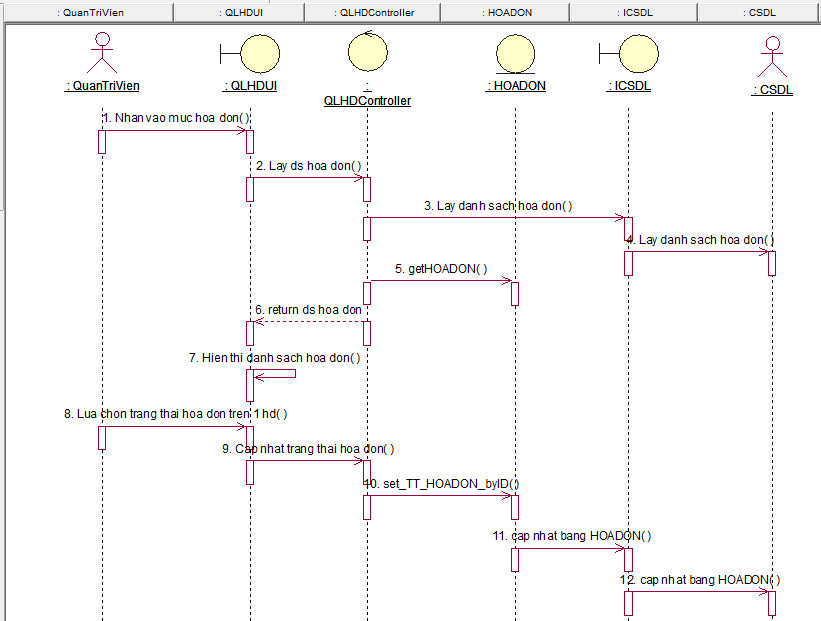 : QuanTriVien
: QLHDUI
: QLHDController
: HOADON
: ICSDL
: CSDL
: QuanTriVien
: QLHDUI
:
QLHDController
: HOADON
: ICSDL
: CSDL
1. Nhan vao muc hoa don( )
2. Lay ds hoa don( )
3. Lay danh sach hoa don( )
4. Lay danh sach hoa don( )
5. getHOADON( )
6. return ds hoa don
7. Hien thi danh sach hoa don( )
8. Lua chon trang thai hoa don tren 1 hd( )
9. Cap nhat trang thai hoa don( )
10. set_TT_HOADON_byID( )
11. cap nhat bang HOADON( )
12. cap nhat bang HOADON( )